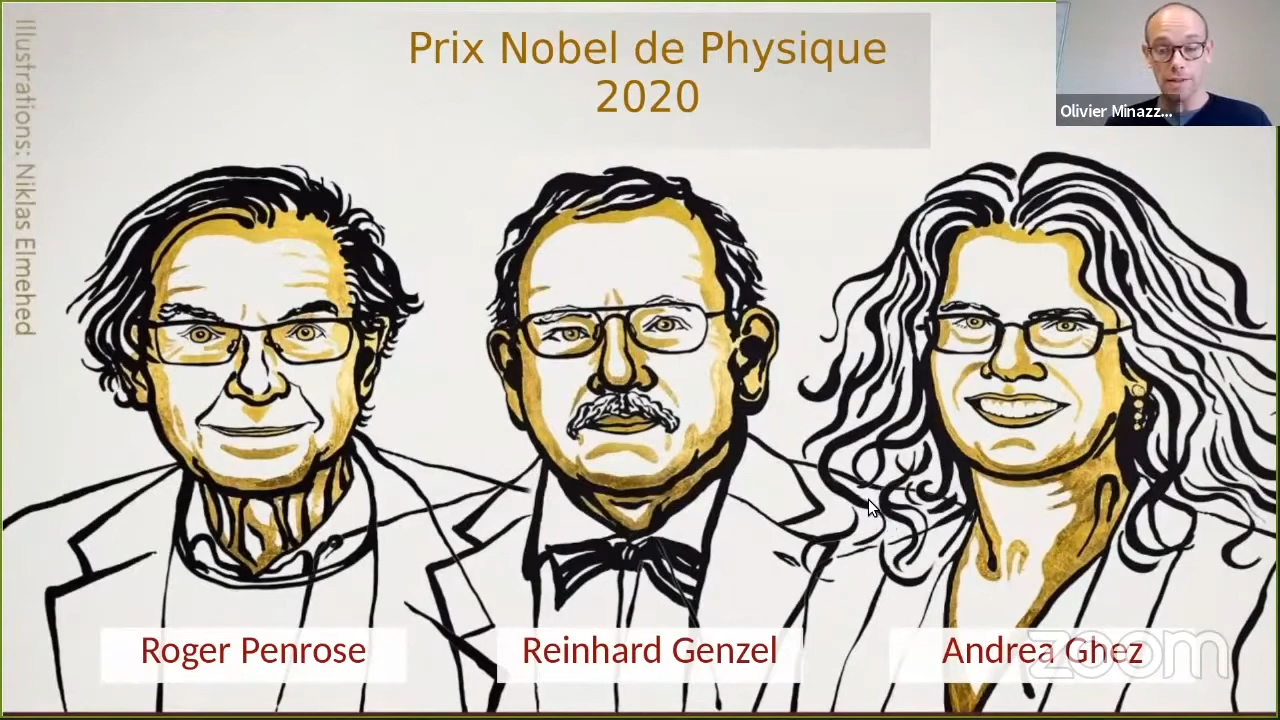 Prix Nobel de Physique
2020
Illustrations: Niklas Elmehed
Olivier Minazz...
Roger Penrose
Reinhard Genzel
Andrea Ghez
zoom